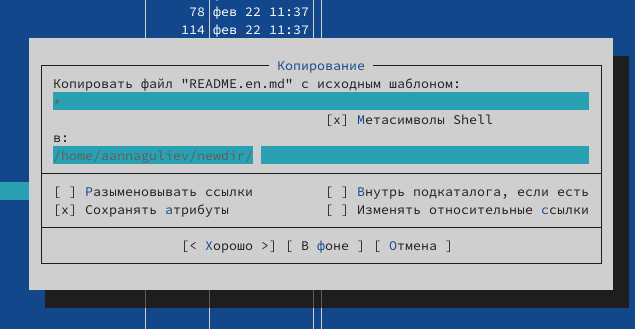 78 фев 22 11:37
114 фев 22 11:37
Копирование
Копировать файл "README.en.md" с исходным шаблоном:
*
[x] Метасимволы Shell
в:
/home/aannaguliev/newdir/
[ ] Разыменовывать ссылки [ ] Внутрь подкаталога, если есть
[x] Сохранять атрибуты [ ] Изменять относительные ссылки
[< Хорошо >] [ В фоне ] [ Отмена ]